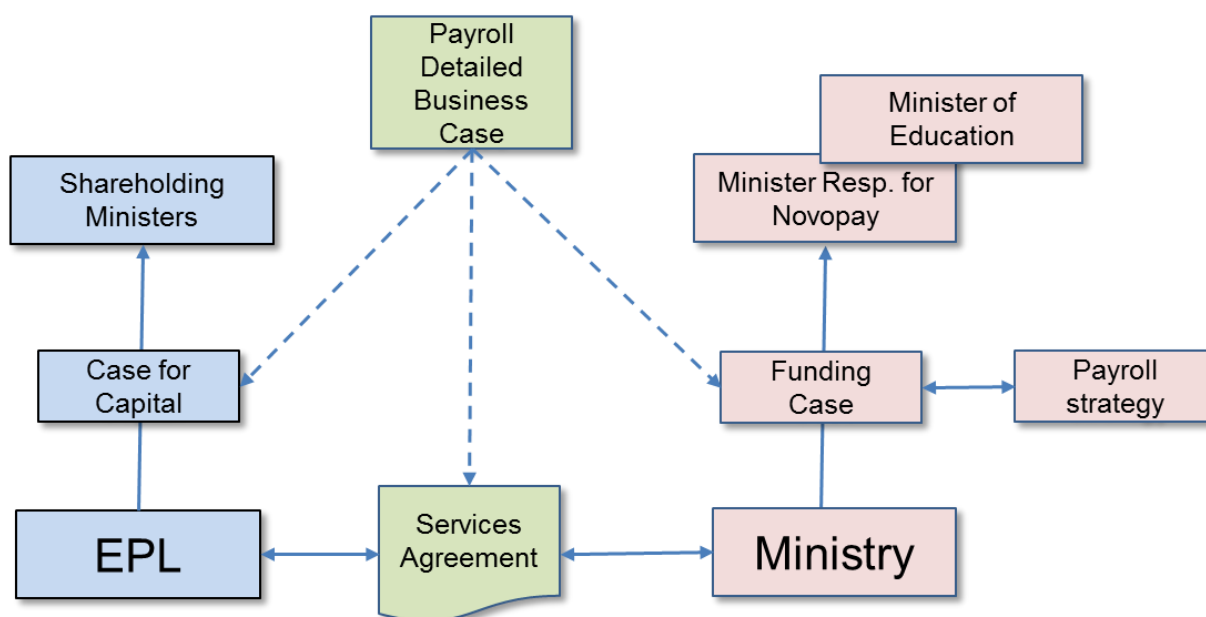 Payroll
Detailed
Business
Case
Minister of
Education
Shareholding
Ministers
Minister Resp. for
Novopay
Case for
Capital
Funding
Case
Payroll
strategy
EPL
Services
Agreement
Ministry